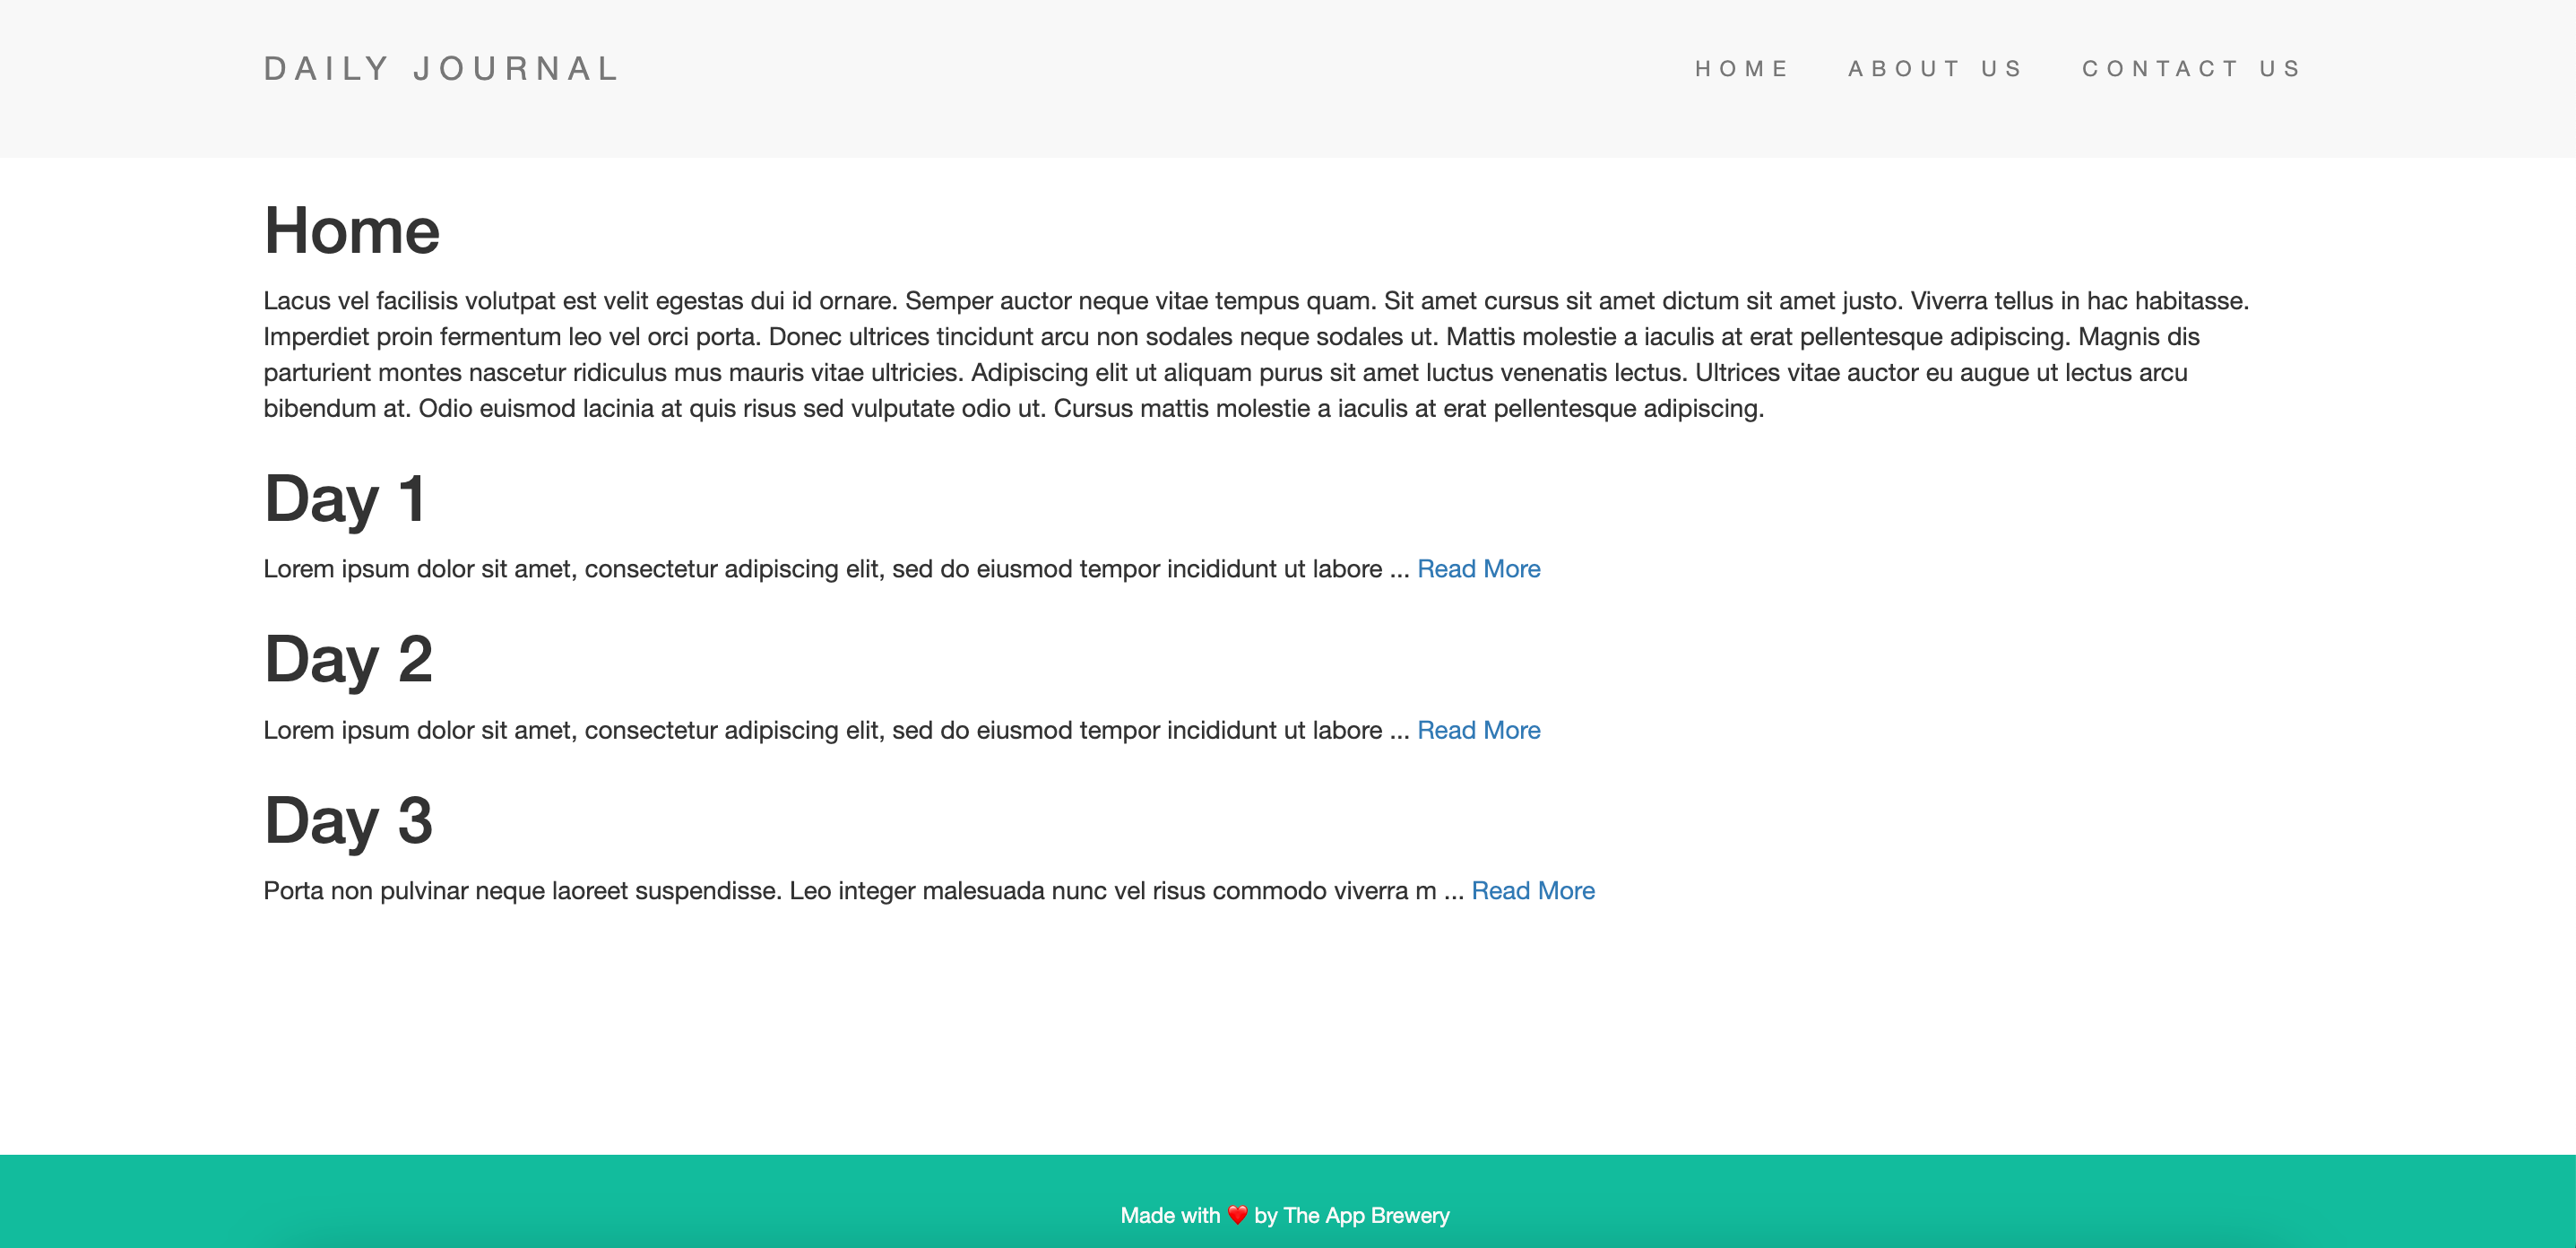 DAILY JOURNAL
HOME ABOUT US CONTACT US
Home
Lacus vel facilisis volutpat est velit egestas dui id ornare. Semper auctor neque vitae tempus quam. Sit amet cursus sit amet dictum sit amet justo. Viverra tellus in hac habitasse.
Imperdiet proin fermentum leo vel orci porta. Donec ultrices tincidunt arcu non sodales neque sodales ut. Mattis molestie a iaculis at erat pellentesque adipiscing. Magnis dis
parturient montes nascetur ridiculus mus mauris vitae ultricies. Adipiscing elit ut aliquam purus sit amet luctus venenatis lectus. Ultrices vitae auctor eu augue ut lectus arcu
bibendum at. Odio euismod lacinia at quis risus sed vulputate odio ut. Cursus mattis molestie a iaculis at erat pellentesque adipiscing.
Day 1
Lorem ipsum dolor sit amet, consectetur adipiscing elit, sed do eiusmod tempor incididunt ut labore ... Read More
Day 2
Lorem ipsum dolor sit amet, consectetur adipiscing elit, sed do eiusmod tempor incididunt ut labore ... Read More
Day 3
Porta non pulvinar neque laoreet suspendisse. Leo integer malesuada nunc vel risus commodo viverra m ... Read More
Made with ❤️ by The App Brewery